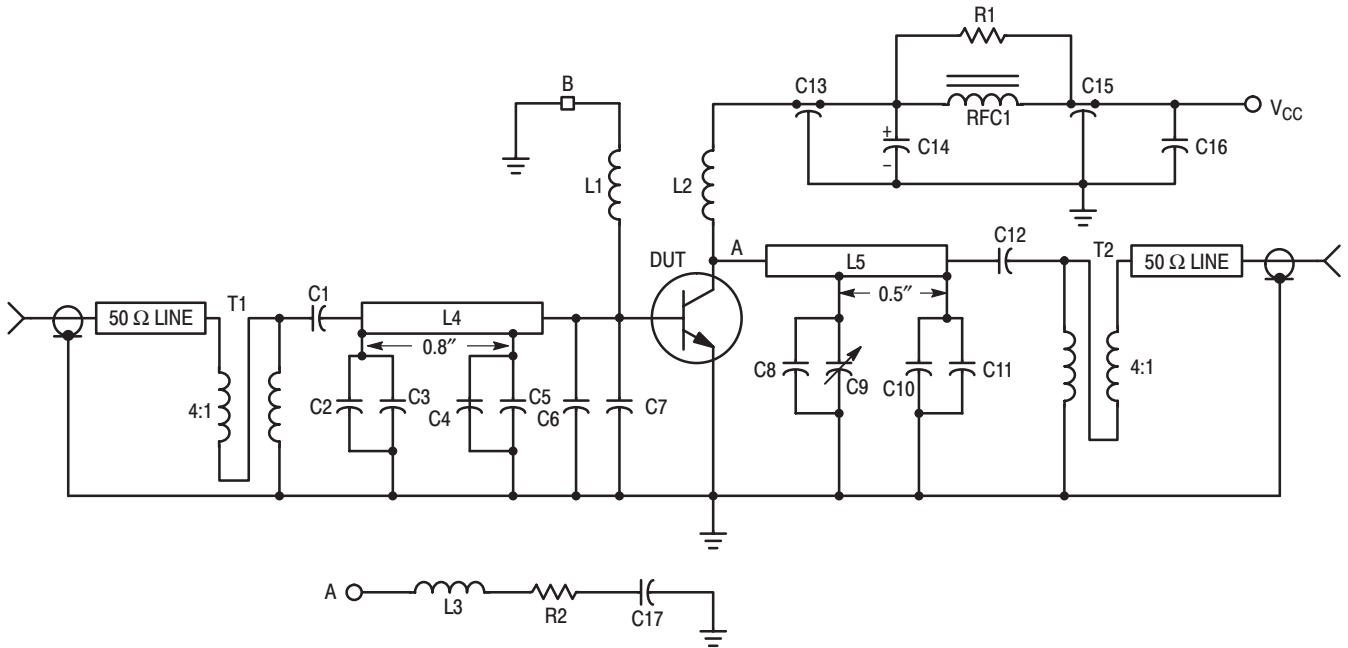 R1
B
C13
C15
V_CC
RFC1
+
C14
–
C16
L1
L2
C12
DUT
A
L5
T2
50 Ω LINE
T1
C1
50 Ω LINE
L4
0.5″
0.8″
C8
C9
C10
C11
4:1
4:1
C2
C3
C4
C5
C6
C7
A
L3
R2
C17